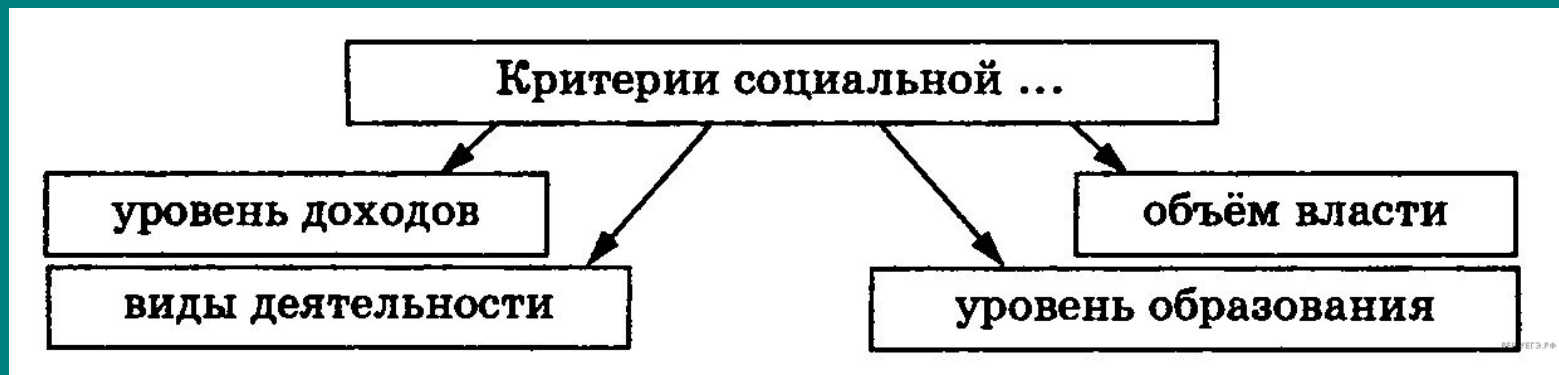 Критерии социальной ...
уровень доходов
объём власти
виды деятельности
уровень образования